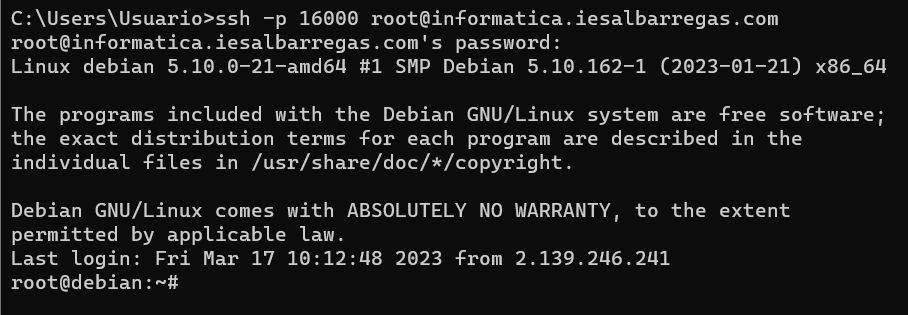 C:\Users\Usuario>ssh -p 16000 root@informatica.iesalbarregas.com
root@informatica.iesalbarregas.com's password:
Linux debian 5.10.0-21-amd64 #1 SMP Debian 5.10.162-1 (2023-01-21) x86_64
The programs included with the Debian GNU/Linux system are free software;
the exact distribution terms for each program are described in the
individual files in /usr/share/doc/*/copyright.
Debian GNU/Linux comes with ABSOLUTELY NO WARRANTY, to the extent
permitted by applicable law.
Last login: Fri Mar 17 10:12:48 2023 from 2.139.246.241
root@debian:~#